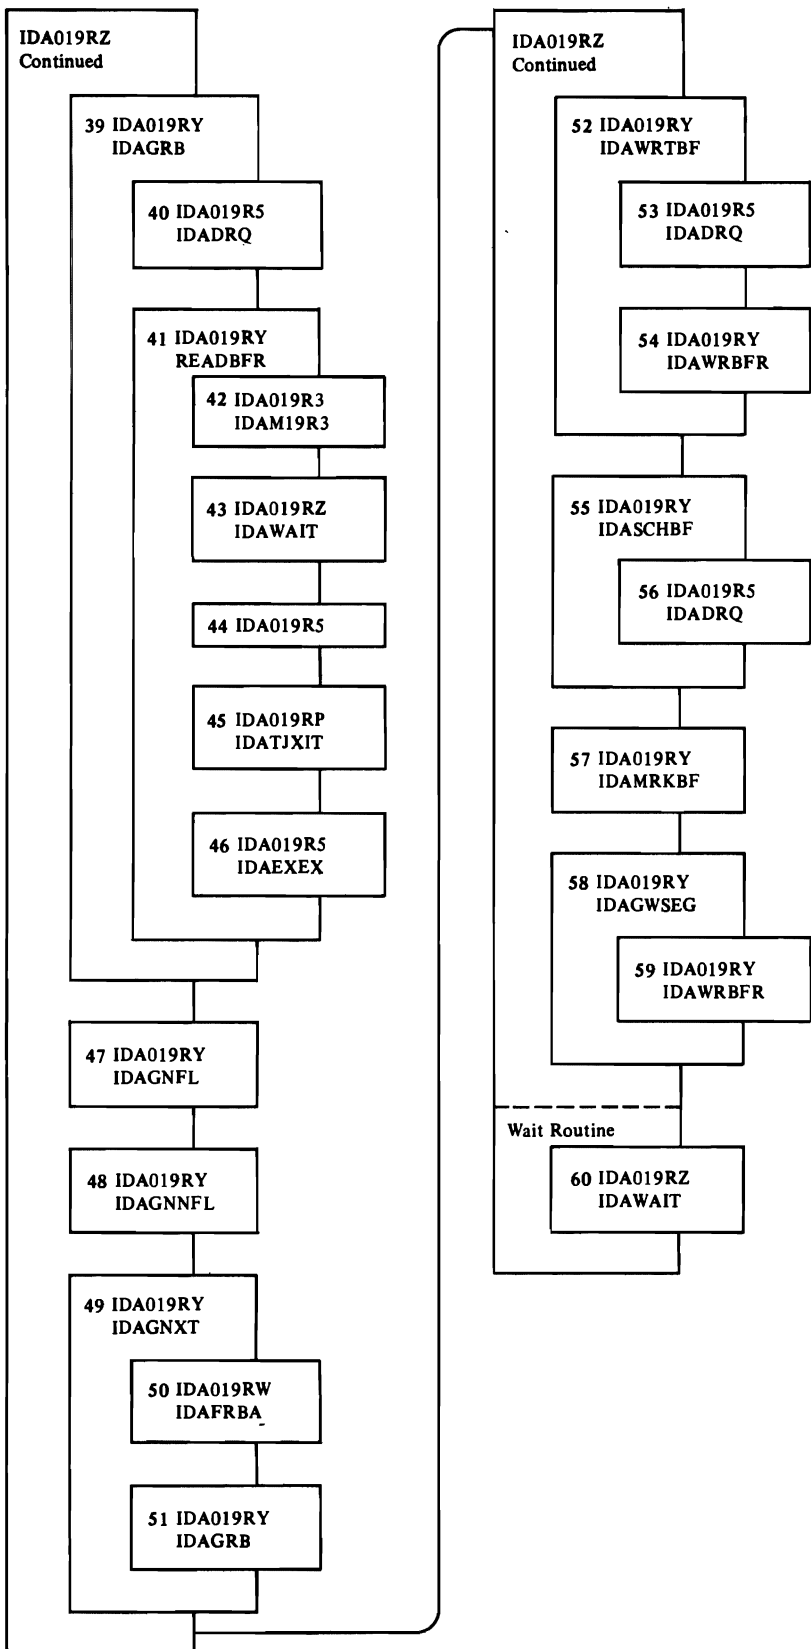 IDA019RZ
Continued
39 IDA019RY
IDAGRB
40 IDA019R5
IDADRQ
41 IDA019RY
READBFR
42 IDA019R3
IDAM19R3
43 IDA019RZ
IDAWAIT
44 IDA019R5
45 IDA019RP
IDATJXIT
46 IDA019R5
IDAEXEX
47 IDA019RY
IDAGNFL
48 IDA019RY
IDAGNNFL
49 IDA019RY
IDAGNXT
50 IDA019RW
IDAFRBA
51 IDA019RY
IDAGRB
IDA019RZ
Continued
52 IDA019RY
IDAWRTBF
53 IDA019R5
IDADRQ
54 IDA019RY
IDAWRBFR
55 IDA019RY
IDASCHBF
56 IDA019R5
IDADRQ
57 IDA019RY
IDAMRKBF
58 IDA019RY
IDAGWSEG
59 IDA019RY
IDAWRBFR
Wait Routine
60 IDA019RZ
IDAWAIT